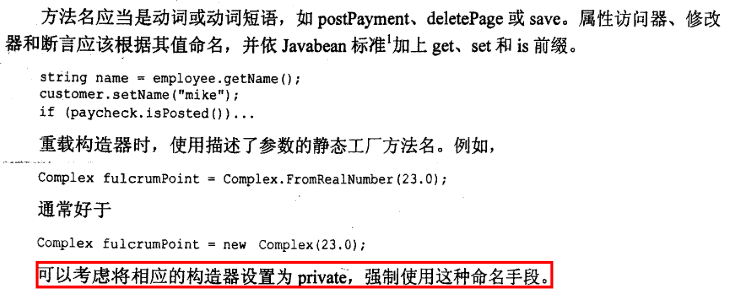 方法名应当是动词或动词短语，如 postPayment、deletePage 或 save。属性访问器、修改
器和断言应该根据其值命名，并依 Javabean 标准1加上 get、set 和 is 前缀。
string name = employee.getName();
customer.setName("mike");
if (paycheck.isPosted())...
重载构造器时，使用描述了参数的静态工厂方法名。例如，
Complex fulcrumPoint = Complex.FromRealNumber(23.0);
通常好于
Complex fulcrumPoint = new Complex(23.0);
可以考虑将相应的构造器设置为 private，强制使用这种命名手段。